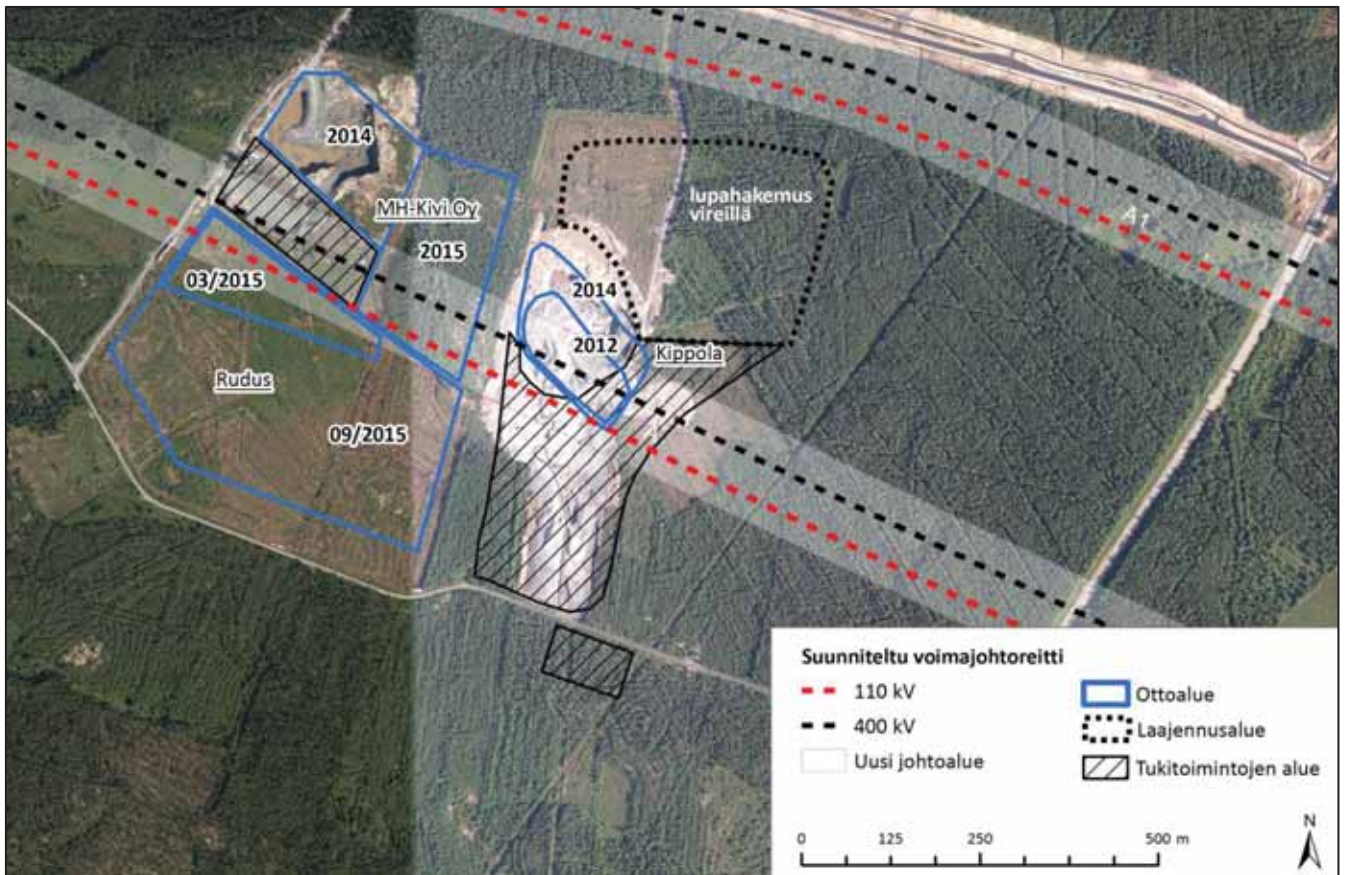 2014
MH-Kivi Oy
2015
03/2015
Rudus
09/2015
lupahakemus
vireillä
2014
2012
Kippola
A1
Suunniteltu voimajohtoreitti
110 kV
400 kV
Uusi johtoalue
Ottoalue
Laajennusalue
Tukitoimintojen alue
0 125 250 500 m
N